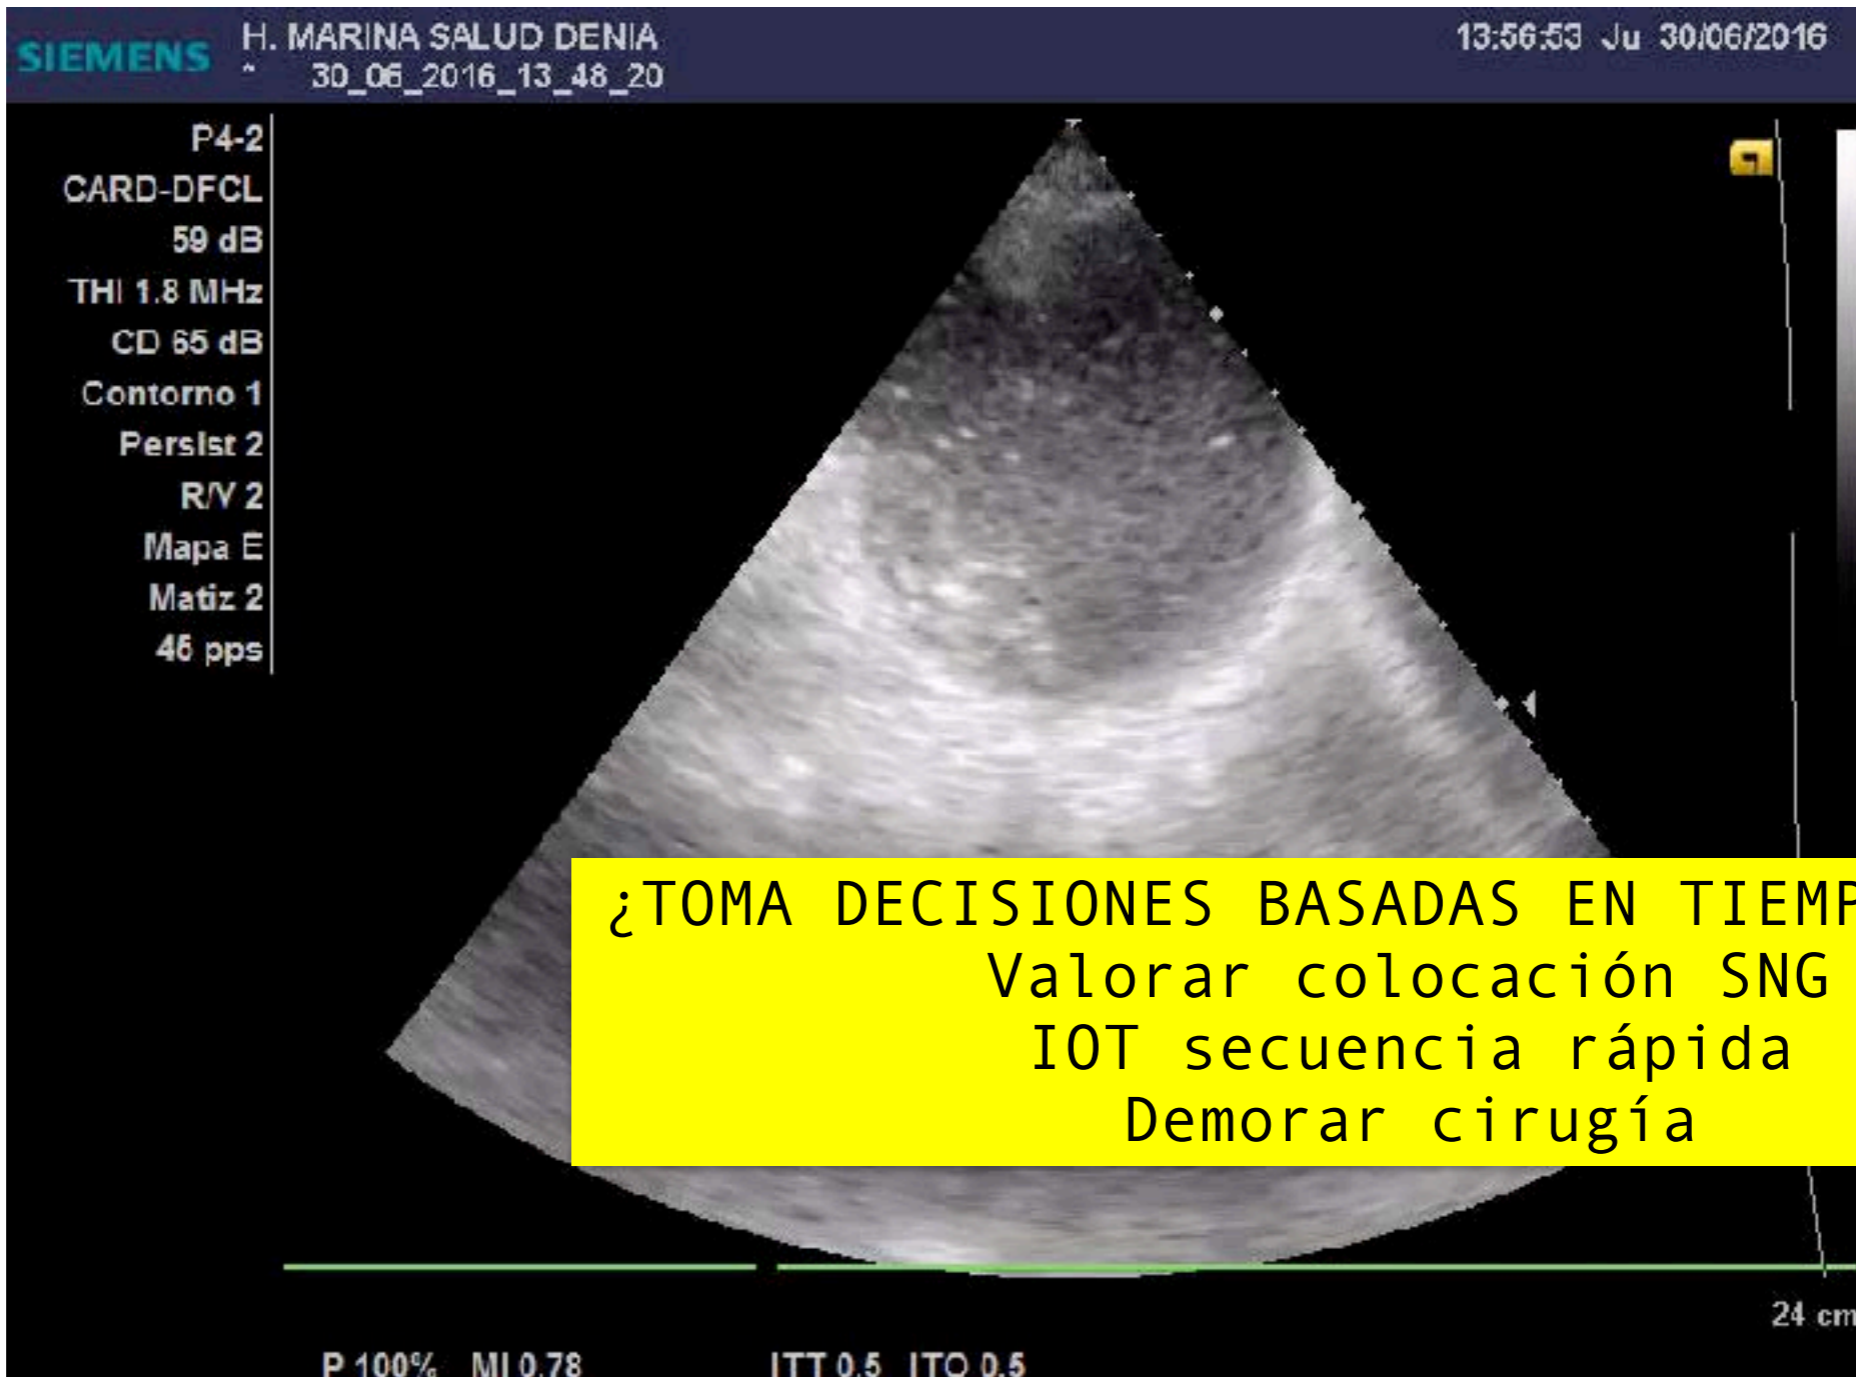 SIEMENS
H. MARINA SALUD DENIA
30_06_2016_13_48_20
13:56:53 Ju 30/06/2016
P4-2
CARD-DFCL
59 dB
THI 1.8 MHz
CD 65 dB
Contorno 1
Persist 2
R/V 2
Mapa E
Matiz 2
45 pps
¿TOMA DECISIONES BASADAS EN TIEMP
Valorar colocación SNG
IOT secuencia rápida
Demorar cirugía
24 cm
P 100% MI 0.78 ITT 0.5 ITO 0.5